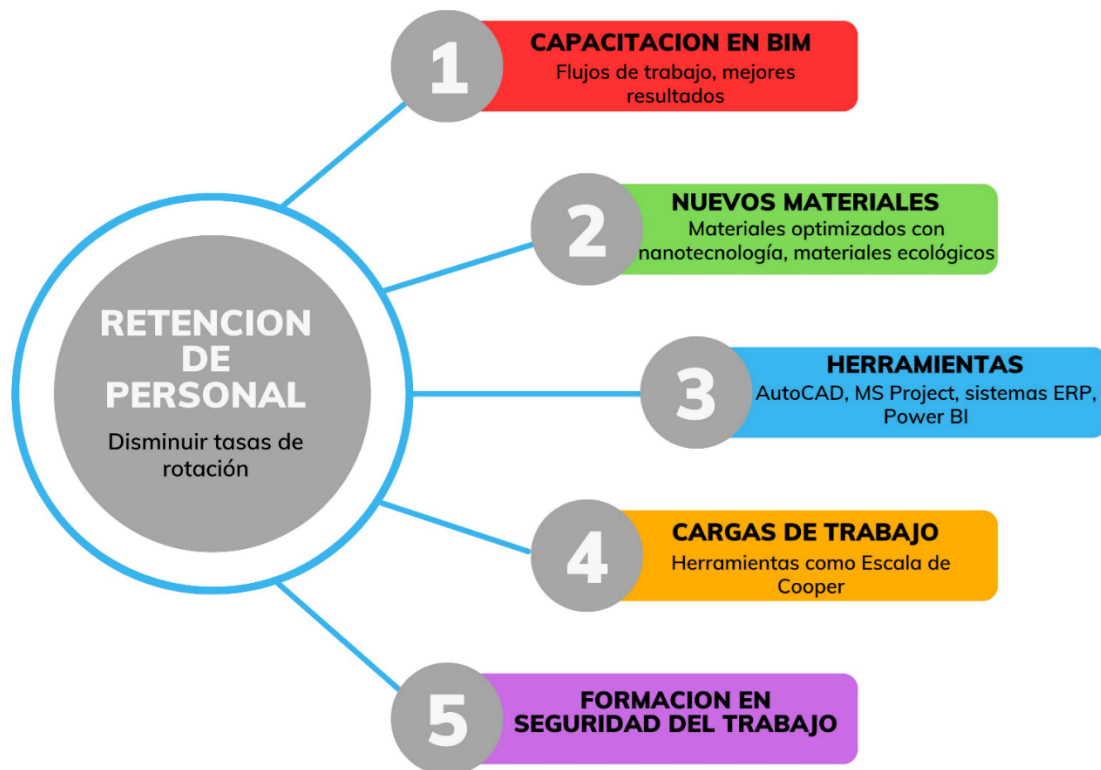 1
CAPACITACION EN BIM
Flujos de trabajo, mejores
resultados
2
NUEVOS MATERIALES
Materiales optimizados con
nanotecnología, materiales ecológicos
RETENCION
DE
PERSONAL
Disminuir tasas de
rotación
3
HERRAMIENTAS
AutoCAD, MS Project, sistemas ERP,
Power BI
4
CARGAS DE TRABAJO
Herramientas como Escala de
Cooper
5
FORMACION EN
SEGURIDAD DEL TRABAJO